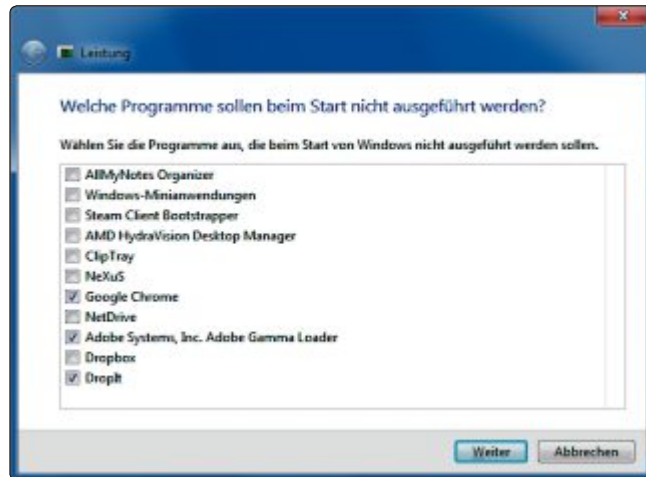 Leistung
Welche Programme sollen beim Start nicht ausgeführt werden?
Wählen Sie die Programme aus, die beim Start von Windows nicht ausgeführt werden sollen.
AllMyNotes Organizer
Windows-Minianwendungen
Steam Client Bootstrapper
AMD HydraVision Desktop Manager
ClipTray
NeXuS
Google Chrome
NetDrive
Adobe Systems, Inc. Adobe Gamma Loader
Dropbox
DropIt
Weiter Abbrechen